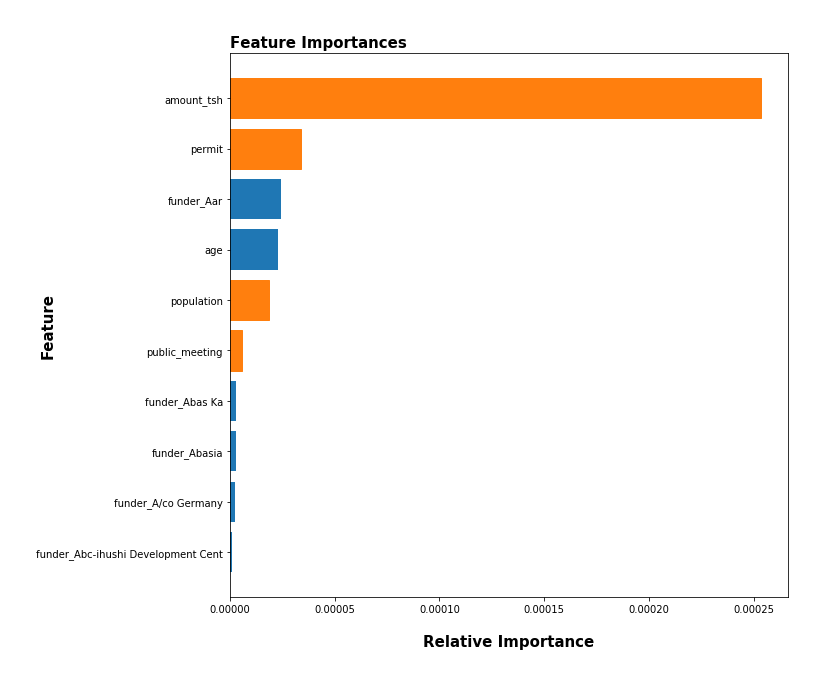 Feature Importances
amount_tsh
permit
funder_Aar
age
population
public_meeting
funder_Abas Ka
funder_Abasia
funder_A/co Germany
funder_Abc-ihushi Development Cent
Feature
0.00000 0.00005 0.00010 0.00015 0.00020 0.00025
Relative Importance